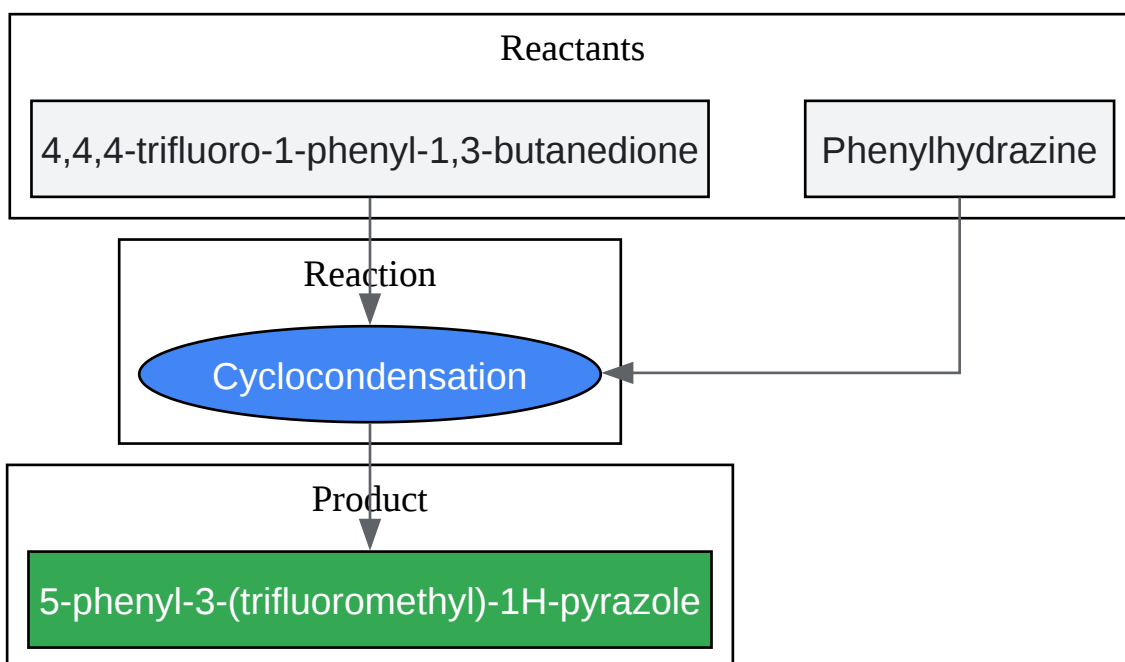 Reactants
4,4,4-trifluoro-1-phenyl-1,3-butanedione
Phenylhydrazine
Reaction
Cyclocondensation
Product
5-phenyl-3-(trifluoromethyl)-1H-pyrazole